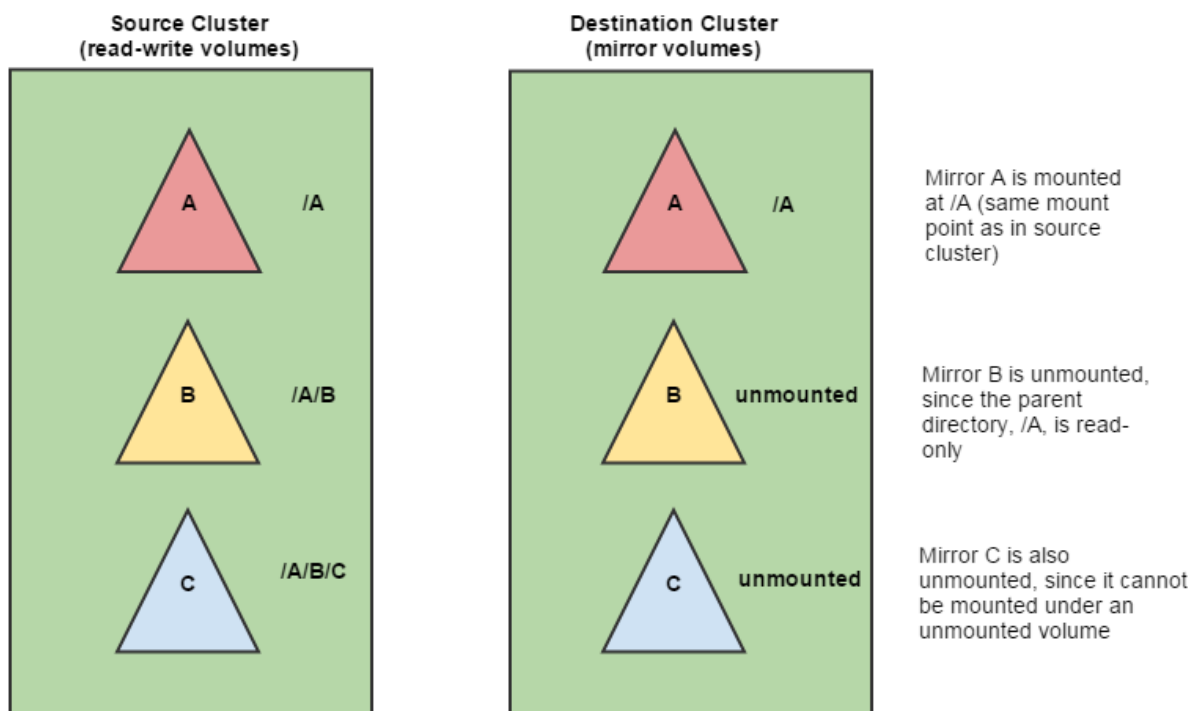 Source Cluster
(read-write volumes)
A
/A
B
/A/B
C
/A/B/C
Destination Cluster
(mirror volumes)
A
/A
B
unmounted
C
unmounted
Mirror A is mounted
at /A (same mount
point as in source
cluster)
Mirror B is unmounted,
since the parent
directory, /A, is read-
only
Mirror C is also
unmounted, since it cannot
be mounted under an
unmounted volume